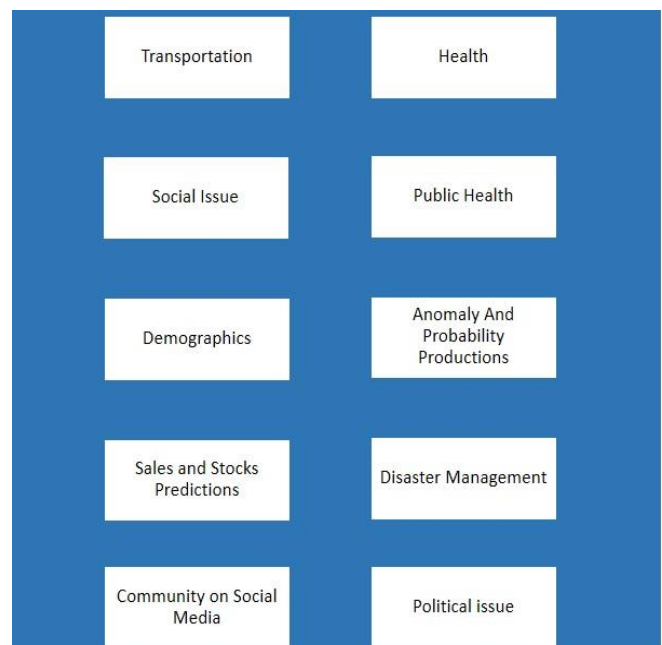 Transportation
Health
Social Issue
Public Health
Demographics
Anomaly And
Probability
Productions
Sales and Stocks
Predictions
Disaster Management
Community on Social
Media
Political issue